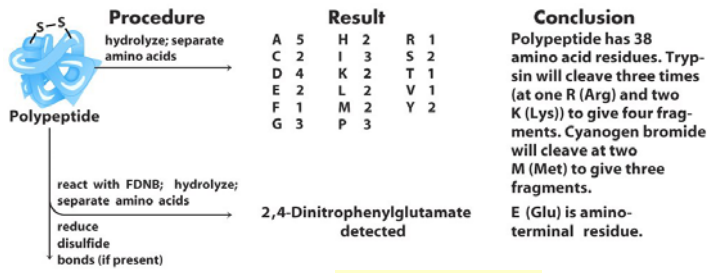 Procedure Result Conclusion
S–S
hydrolyze; separate
amino acids
Polypeptide
A 5 H 2 R 1
C 2 I 3 S 2
D 4 K 2 T 1
E 2 L 2 V 1
F 1 M 2 Y 2
G 3 P 3
Polypeptide has 38
amino acid residues. Tryp-
sin will cleave three times
(at one R (Arg) and two
K (Lys)) to give four frag-
ments. Cyanogen bromide
will cleave at two
M (Met) to give three
fragments.
react with FDNB; hydrolyze;
separate amino acids
2,4-Dinitrophenylglutamate
detected
E (Glu) is amino-
terminal residue.
reduce
disulfide
bonds (if present)